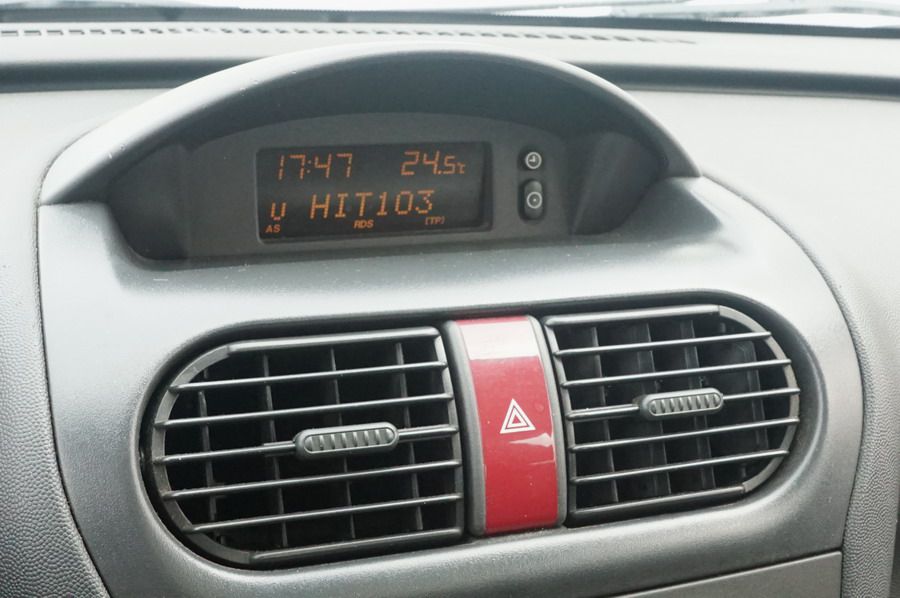 17:47 24.5°C
U HIT103
AS RDS [TP]